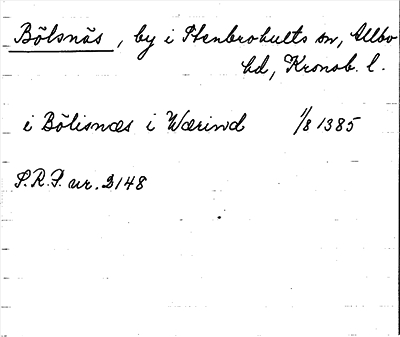 Bölsnäs, by i Stenbrohults sn, Allbo
hd, Kronob. l.
i Bölisnæs i Wærind 1/8 1385
S.R.P. nr. 2148